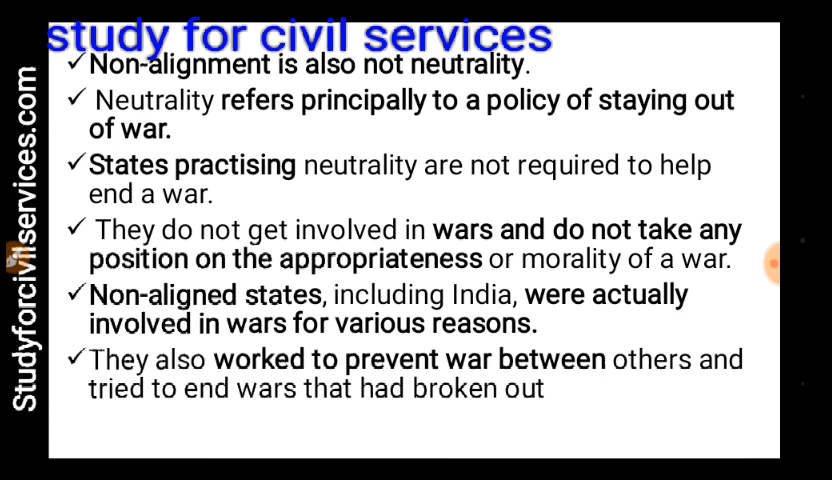 study for civil services
✓ Non-alignment is also not neutrality.
✓ Neutrality refers principally to a policy of staying out
of war.
✓ States practising neutrality are not required to help
end a war.
✓ They do not get involved in wars and do not take any
position on the appropriateness or morality of a war.
✓ Non-aligned states, including India, were actually
involved in wars for various reasons.
✓ They also worked to prevent war between others and
tried to end wars that had broken out
Studyforcivilservices.com